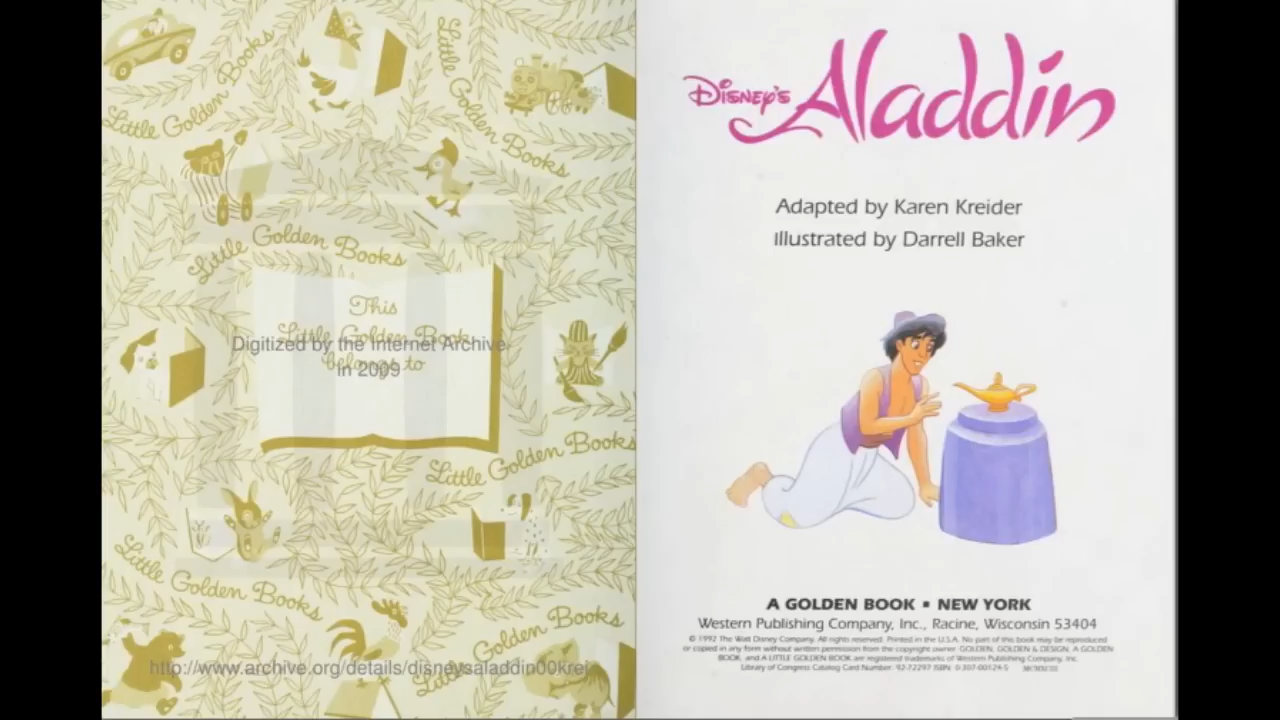 Little Golden Books
Little Golden Books
Little Golden Books
This
Little Golden Book
belongs to
Digitized by the Internet Archive
in 2009
Little Golden Books
Little Golden Books
Little Golden Books
http://www.archive.org/details/disneysaladdin00krei
DISNEY'S Aladdin
Adapted by Karen Kreider
Illustrated by Darrell Baker
A GOLDEN BOOK ▪ NEW YORK
Western Publishing Company, Inc., Racine, Wisconsin 53404
© 1992 The Walt Disney Company. All rights reserved. Printed in the U.S.A. No part of this book may be reproduced
or copied in any form without written permission from the copyright owner. GOLDEN, GOLDEN & DESIGN, A GOLDEN
BOOK, and A LITTLE GOLDEN BOOK are registered trademarks of Western Publishing Company, Inc.
Library of Congress Catalog Card Number: 92-72297 ISBN: 0-307-00124-5